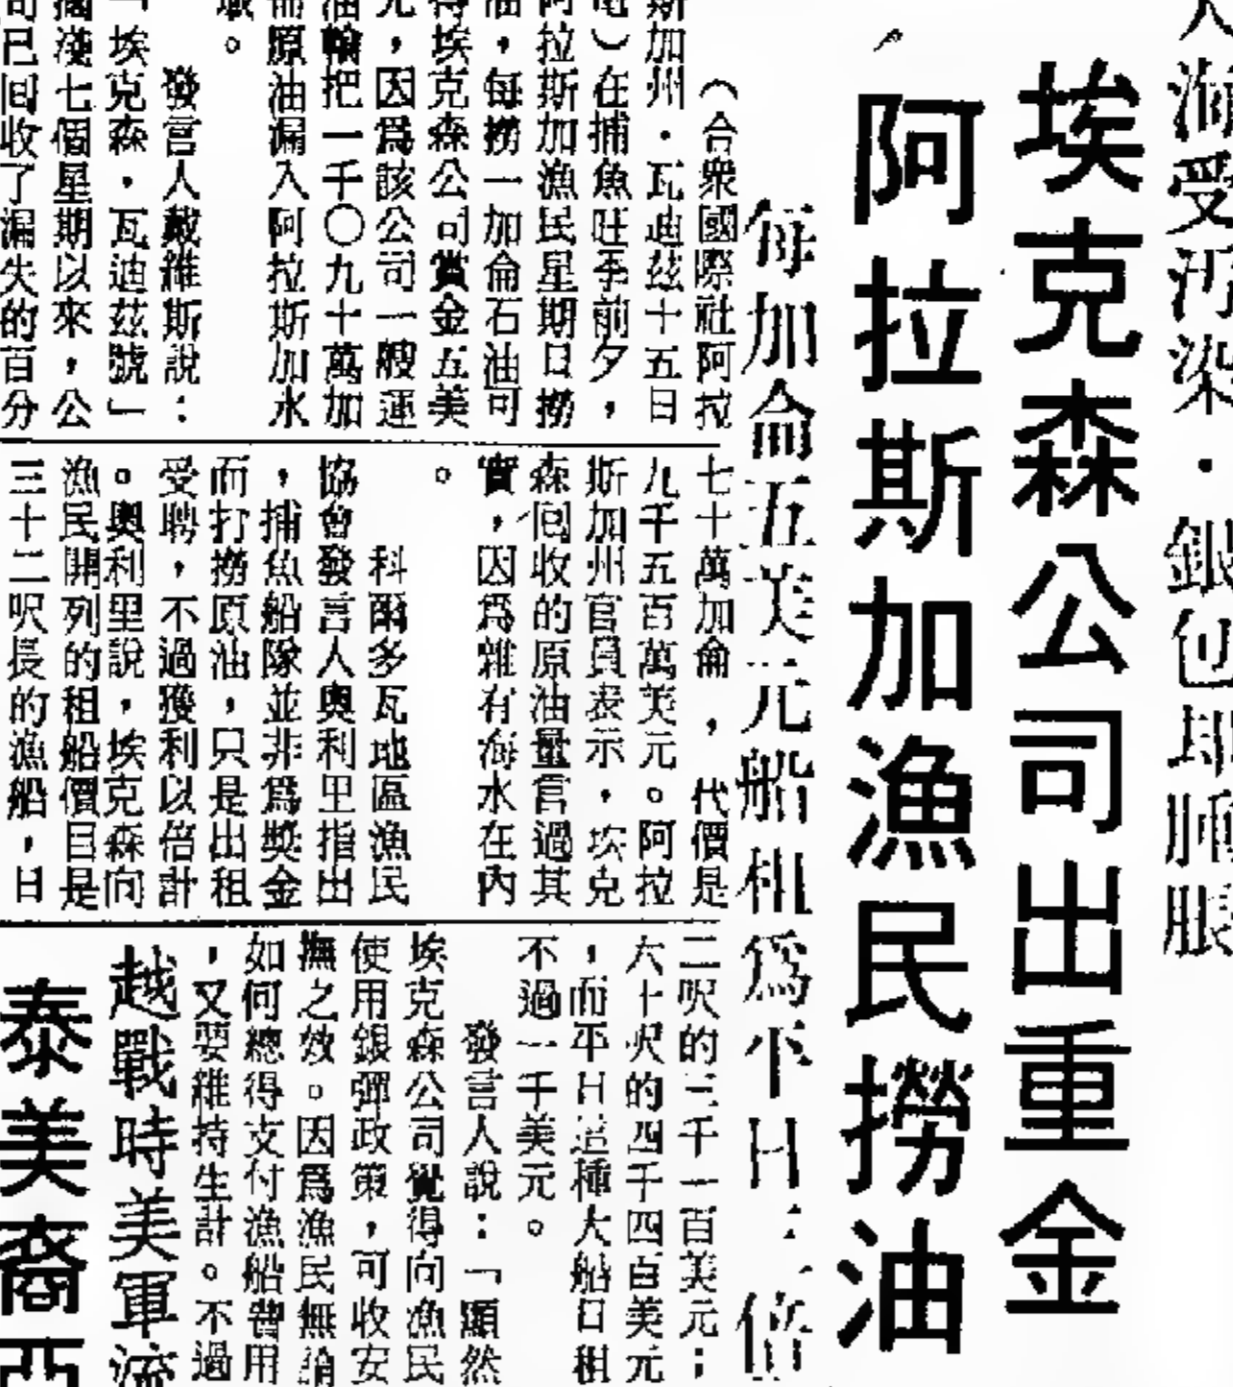 海受污染．銀包却腫脹
埃克森公司出重金
阿拉斯加漁民撈油
每加侖五美元船租爲平日三倍
（合衆國際社阿拉
斯加州．瓦迪茲十五日
電）在捕魚旺季前夕，
阿拉斯加漁民星期日撈
油，每撈一加侖石油可
得埃克森公司賞金五美
元，因爲該公司一艘運
油輪把一千〇九十萬加
侖原油漏入阿拉斯加水
域。
發言人戴維斯說：
「埃克森．瓦迪茲號」
擱淺七個星期以來，公
司已回收了漏失的百分
七十萬加侖，代價是
九千五百萬美元。阿拉
斯加州官員表示，埃克
森回收的原油量言過其
實，因爲雜有海水在內
。
科爾多瓦地區漁民
協會發言人奧利里指出
，捕魚船隊並非爲獎金
而打撈原油，只是出租
受聘，不過獲利以倍計
。奧利里說，埃克森向
漁民開列的租船價目是
三十二呎長的漁船，日
二呎的三千一百美元；
六十呎的四千四百美元
，而平日這種大船日租
不過一千美元。
發言人說：「顯然
埃克森公司覺得向漁民
使用銀彈政策，可收安
撫之效。因爲漁民無論
如何總得支付漁船費用
，又要維持生計。不過
越戰時美軍流
泰美裔亞